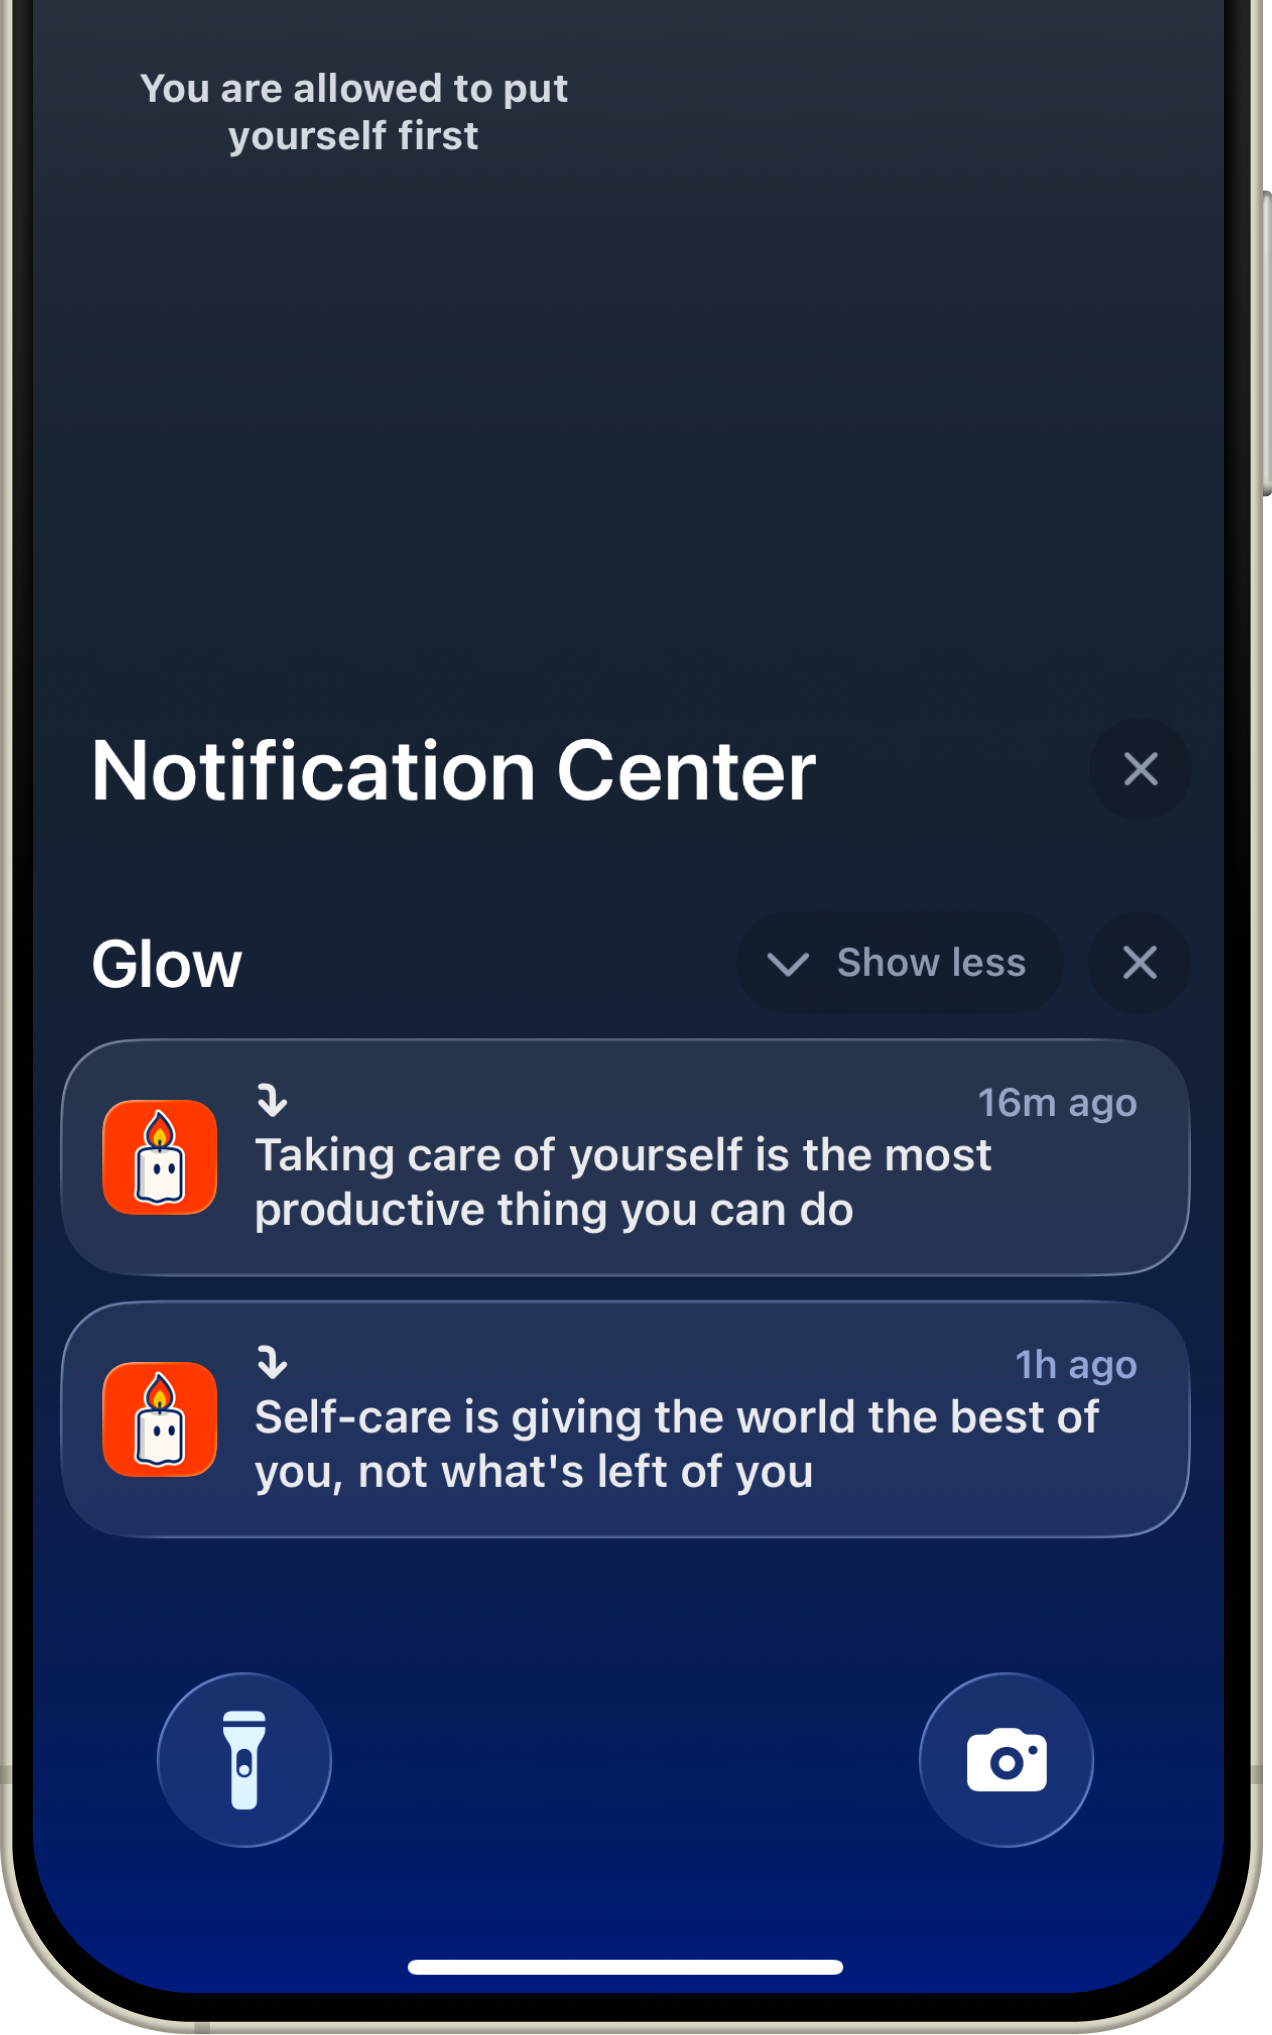 You are allowed to put
yourself first
Notification Center
Glow
Show less
⤵ 16m ago
Taking care of yourself is the most
productive thing you can do
⤵ 1h ago
Self-care is giving the world the best of
you, not what's left of you